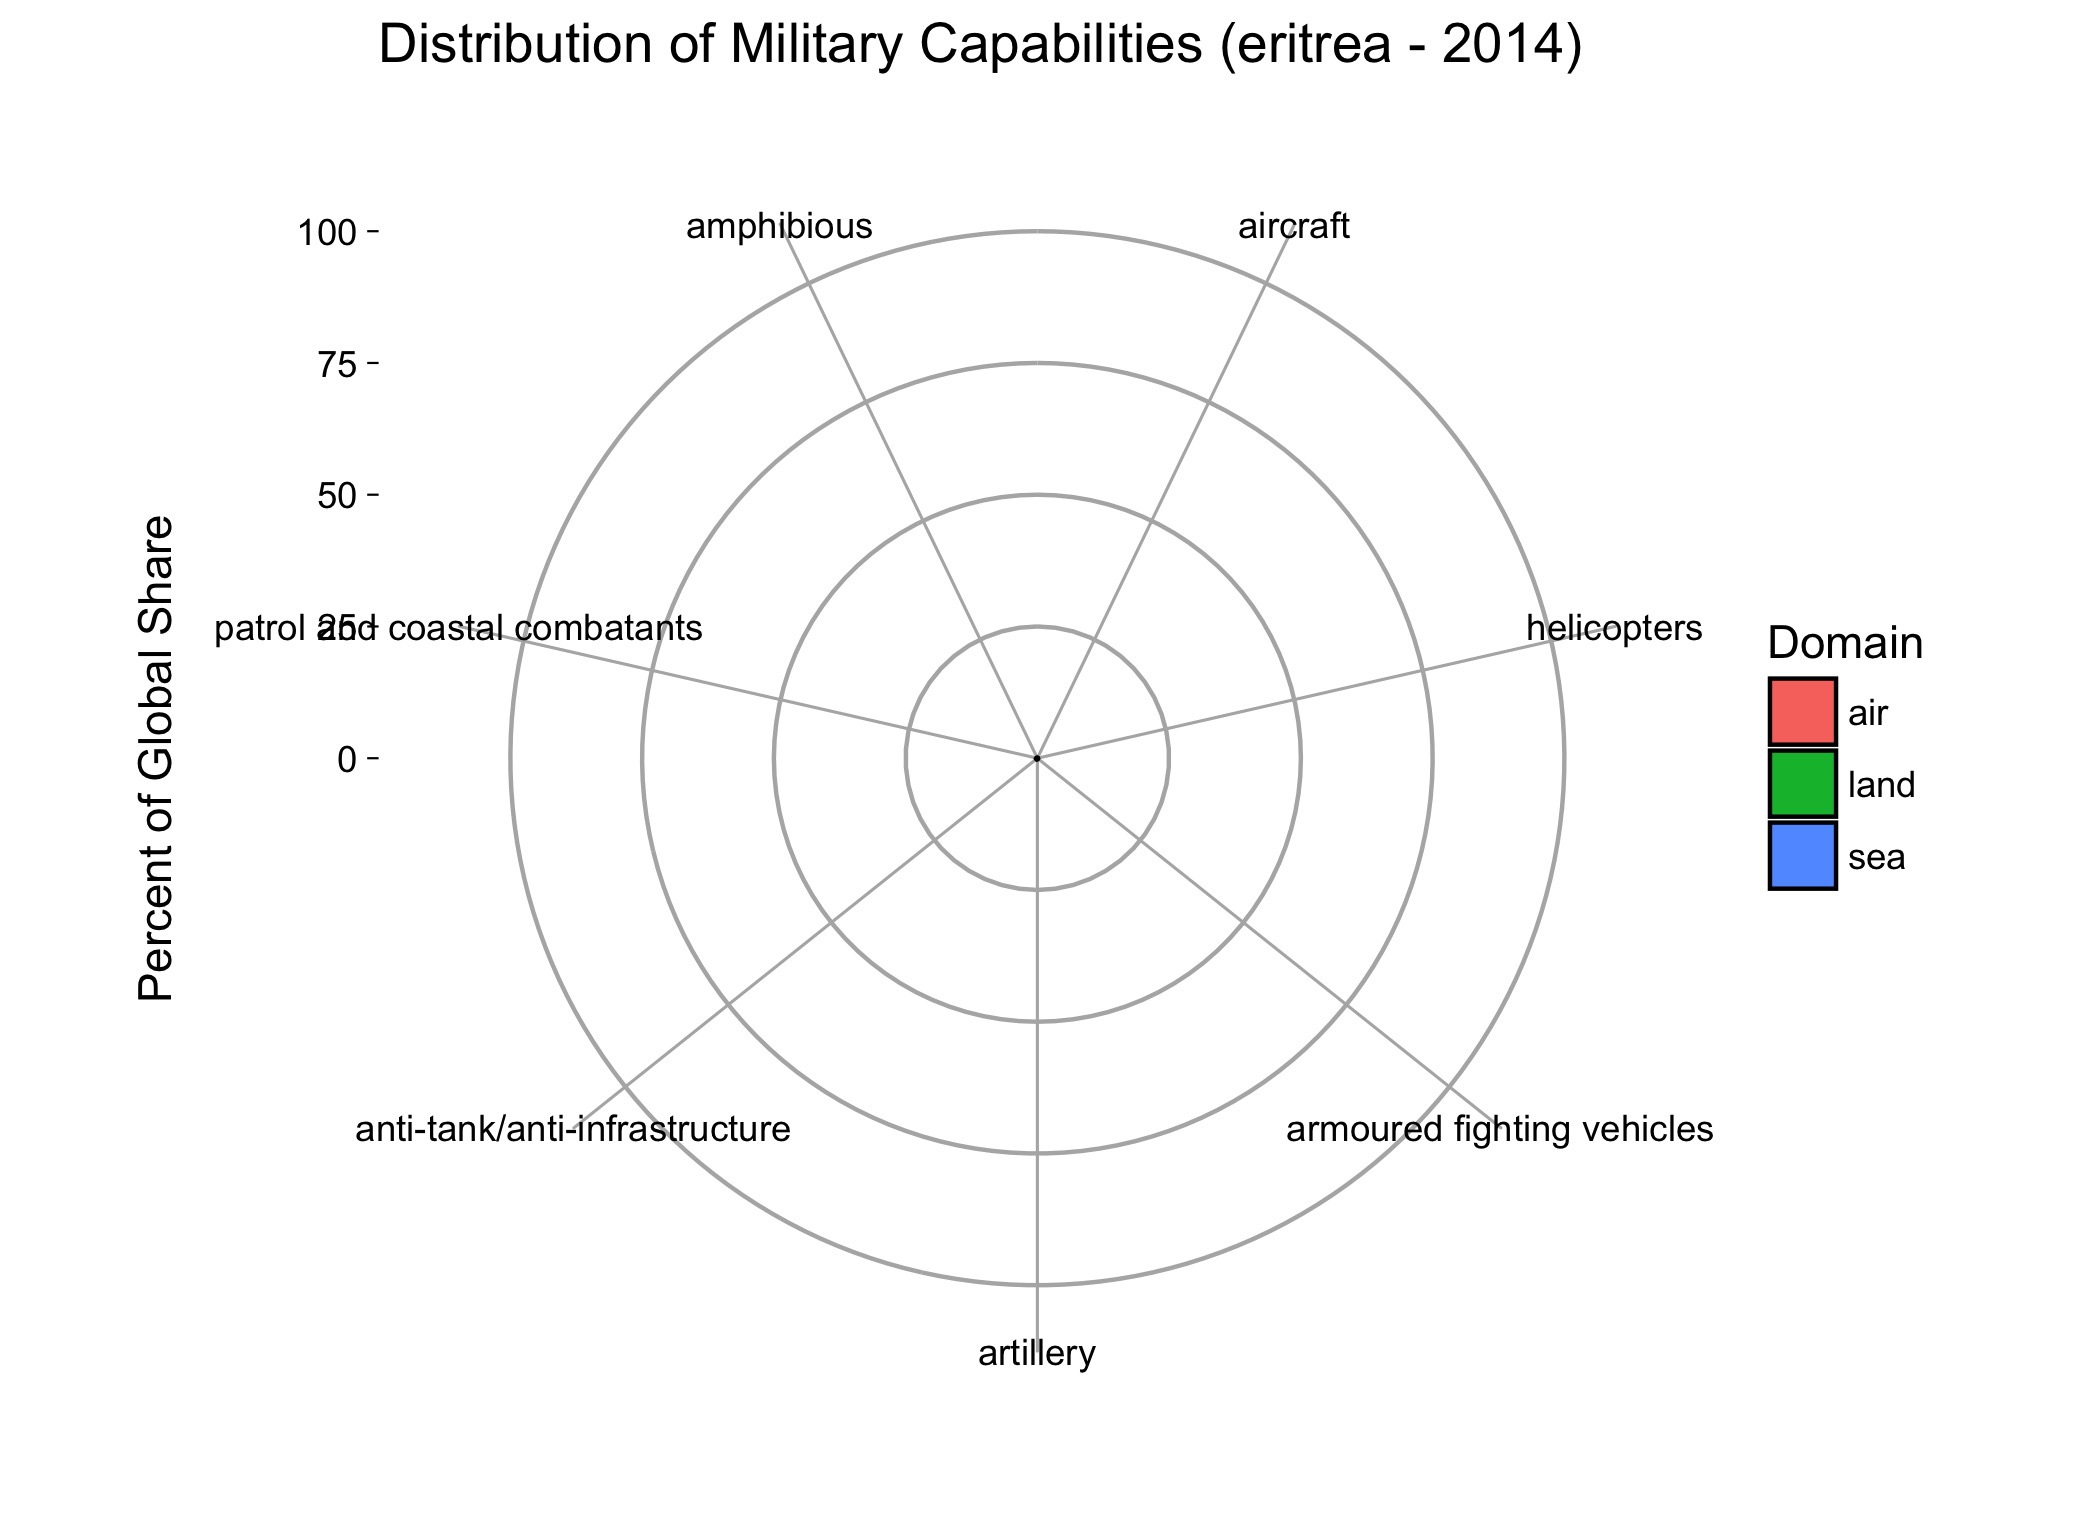 Distribution of Military Capabilities (eritrea - 2014)
amphibious
aircraft
100
75
50
25
0
patrol and coastal combatants
helicopters
Percent of Global Share
Domain
air
land
sea
anti-tank/anti-infrastructure
armoured fighting vehicles
artillery